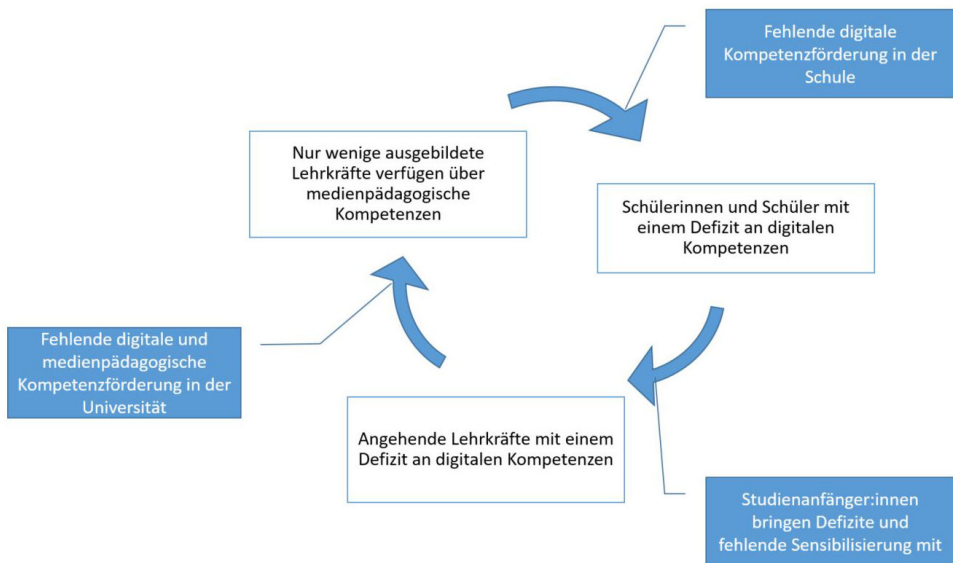 Fehlende digitale
Kompetenzförderung in der
Schule
Nur wenige ausgebildete
Lehrkräfte verfügen über
medienpädagogische
Kompetenzen
Schülerinnen und Schüler mit
einem Defizit an digitalen
Kompetenzen
Fehlende digitale und
medienpädagogische
Kompetenzförderung in der
Universität
Angehende Lehrkräfte mit einem
Defizit an digitalen Kompetenzen
Studienanfänger:innen
bringen Defizite und
fehlende Sensibilisierung mit